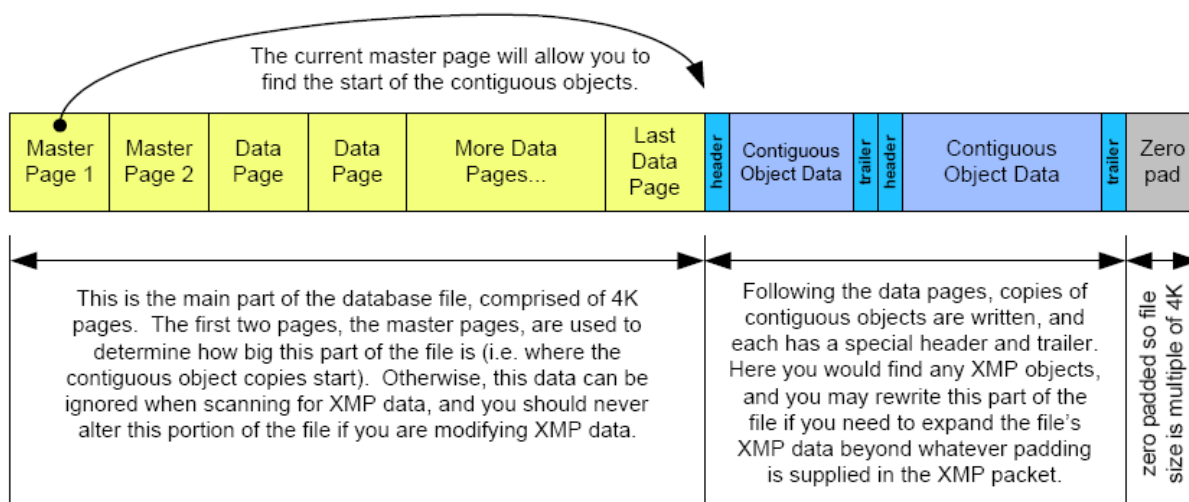 The current master page will allow you to
find the start of the contiguous objects.
Master
Page 1
Master
Page 2
Data
Page
Data
Page
More Data
Pages...
Last
Data
Page
header
Contiguous
Object Data
trailer
header
Contiguous
Object Data
trailer
Zero
pad
This is the main part of the database file, comprised of 4K
pages. The first two pages, the master pages, are used to
determine how big this part of the file is (i.e. where the
contiguous object copies start). Otherwise, this data can be
ignored when scanning for XMP data, and you should never
alter this portion of the file if you are modifying XMP data.
Following the data pages, copies of
contiguous objects are written, and
each has a special header and trailer.
Here you would find any XMP objects,
and you may rewrite this part of the
file if you need to expand the file's
XMP data beyond whatever padding
is supplied in the XMP packet.
zero padded so file
size is multiple of 4K